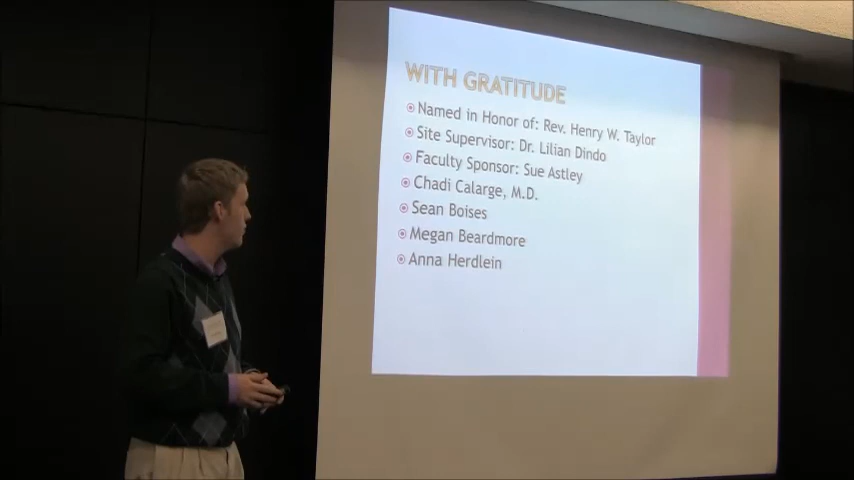 WITH GRATITUDE
Named in Honor of: Rev. Henry W. Taylor
Site Supervisor: Dr. Lilian Dindo
Faculty Sponsor: Sue Astley
Chadi Calarge, M.D.
Sean Boises
Megan Beardmore
Anna Herdlein